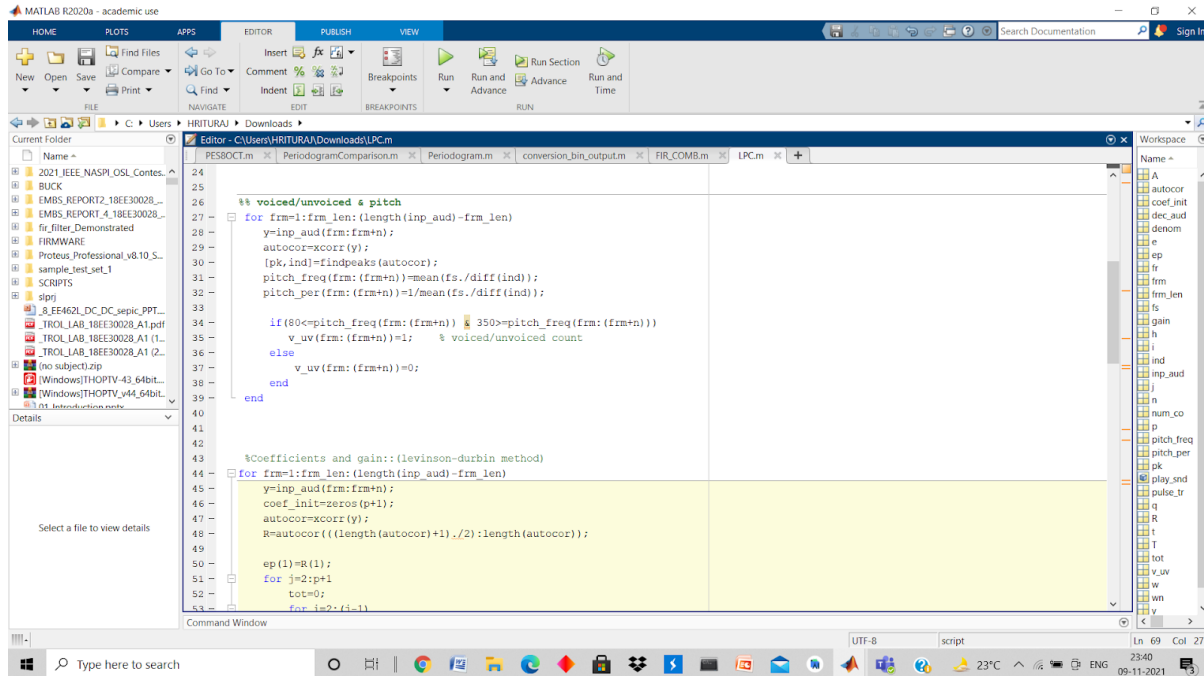 MATLAB R2020a - academic use
HOME PLOTS APPS EDITOR PUBLISH VIEW Search Documentation Sign In
New Open Save Find Files Compare Print
Go To Find
Insert Comment Indent
Breakpoints
Run Run and Advance Run Section Advance Run and Time
FILE NAVIGATE EDIT BREAKPOINTS RUN
C: Users HRITURAJ Downloads
Current Folder
Name
2021_IEEE_NASPI_OSL_Contes...
BUCK
EMBS_REPORT2_18EE30028_...
EMBS_REPORT_4_18EE30028_...
fir_filter_Demonstrated
FIRMWARE
Proteus_Professional_v8.10_S...
sample_test_set_1
SCRIPTS
slprj
_8_EE462L_DC_DC_sepic_PPT....
_TROL_LAB_18EE30028_A1.pdf
_TROL_LAB_18EE30028_A1 (1...
_TROL_LAB_18EE30028_A1 (2...
(no subject).zip
[Windows]THOPTV-43_64bit....
[Windows]THOPTV_v44_64bit..
01 Introduction.pptx
Details
Select a file to view details
Editor - C:\Users\HRITURAJ\Downloads\LPC.m
PES8OCT.m PeriodogramComparison.m Periodogram.m conversion_bin_output.m FIR_COMB.m LPC.m
24
25
26 %% voiced/unvoiced & pitch
27 - for frm=1:frm_len:(length(inp_aud)-frm_len)
28 - y=inp_aud(frm:frm+n);
29 - autocor=xcorr(y);
30 - [pk,ind]=findpeaks(autocor);
31 - pitch_freq(frm:(frm+n))=mean(fs./diff(ind));
32 - pitch_per(frm:(frm+n))=1/mean(fs./diff(ind));
33
34 - if(80<=pitch_freq(frm:(frm+n)) & 350>=pitch_freq(frm:(frm+n)))
35 - v_uv(frm:(frm+n))=1; % voiced/unvoiced count
36 - else
37 - v_uv(frm:(frm+n))=0;
38 - end
39 - end
40
41
42
43 %Coefficients and gain::(levinson-durbin method)
44 - for frm=1:frm_len:(length(inp_aud)-frm_len)
45 - y=inp_aud(frm:frm+n);
46 - coef_init=zeros(p+1);
47 - autocor=xcorr(y);
48 - R=autocor(((length(autocor)+1)./2):length(autocor));
49
50 - ep(1)=R(1);
51 - for j=2:p+1
52 - tot=0;
53 - for i=2:(j-1)
Command Window
Workspace
Name
A
autocor
coef_init
dec_aud
denom
e
ep
fr
frm
frm_len
fs
gain
h
i
ind
inp_aud
j
n
num_co
p
pitch_freq
pitch_per
pk
play_snd
pulse_tr
q
R
t
T
tot
v_uv
w
wn
y
UTF-8 script Ln 69 Col 27
Type here to search
23°C ENG 23:40
09-11-2021